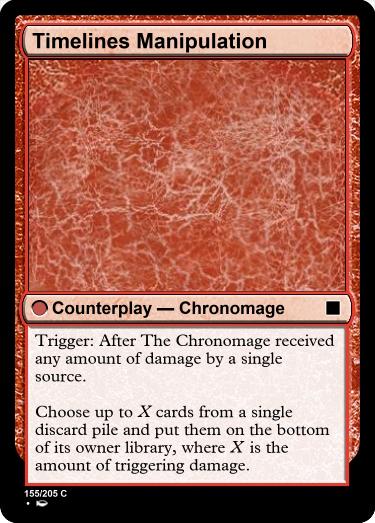 Timelines Manipulation
Counterplay — Chronomage
Trigger: After The Chronomage received
any amount of damage by a single
source.
Choose up to X cards from a single
discard pile and put them on the bottom
of its owner library, where X is the
amount of triggering damage.
155/205 C